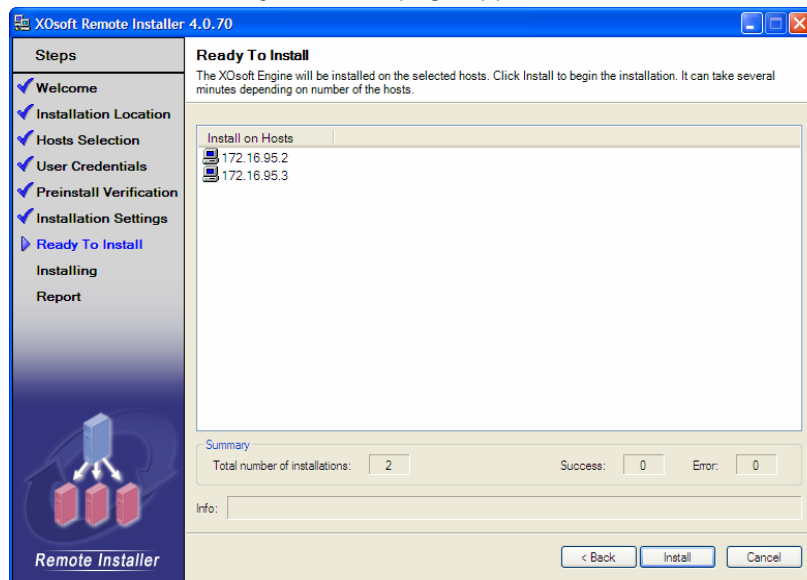 XOsoft Remote Installer 4.0.70
Steps
Welcome
Installation Location
Hosts Selection
User Credentials
Preinstall Verification
Installation Settings
Ready To Install
Installing
Report
Remote Installer
Ready To Install
The XOsoft Engine will be installed on the selected hosts. Click Install to begin the installation. It can take several
minutes depending on number of the hosts.
Install on Hosts
172.16.95.2
172.16.95.3
Summary
Total number of installations: 2 Success: 0 Error: 0
Info:
< Back Install Cancel